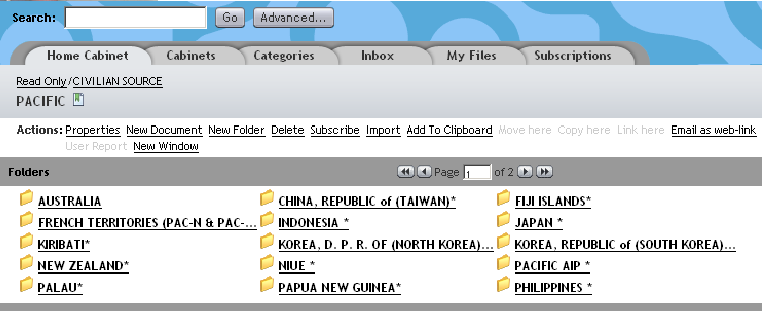 Search: Go Advanced...
Home Cabinet Cabinets Categories Inbox My Files Subscriptions
Read Only/CIVILIAN SOURCE
PACIFIC
Actions: Properties New Document New Folder Delete Subscribe Import Add To Clipboard Move here Copy here Link here Email as web-link
User Report New Window
Folders Page 1 of 2
AUSTRALIA CHINA, REPUBLIC of (TAIWAN)* FIJI ISLANDS*
FRENCH TERRITORIES (PAC-N & PAC-... INDONESIA * JAPAN *
KIRIBATI* KOREA, D. P. R. OF (NORTH KOREA)... KOREA, REPUBLIC of (SOUTH KOREA)...
NEW ZEALAND* NIUE * PACIFIC AIP *
PALAU* PAPUA NEW GUINEA* PHILIPPINES *